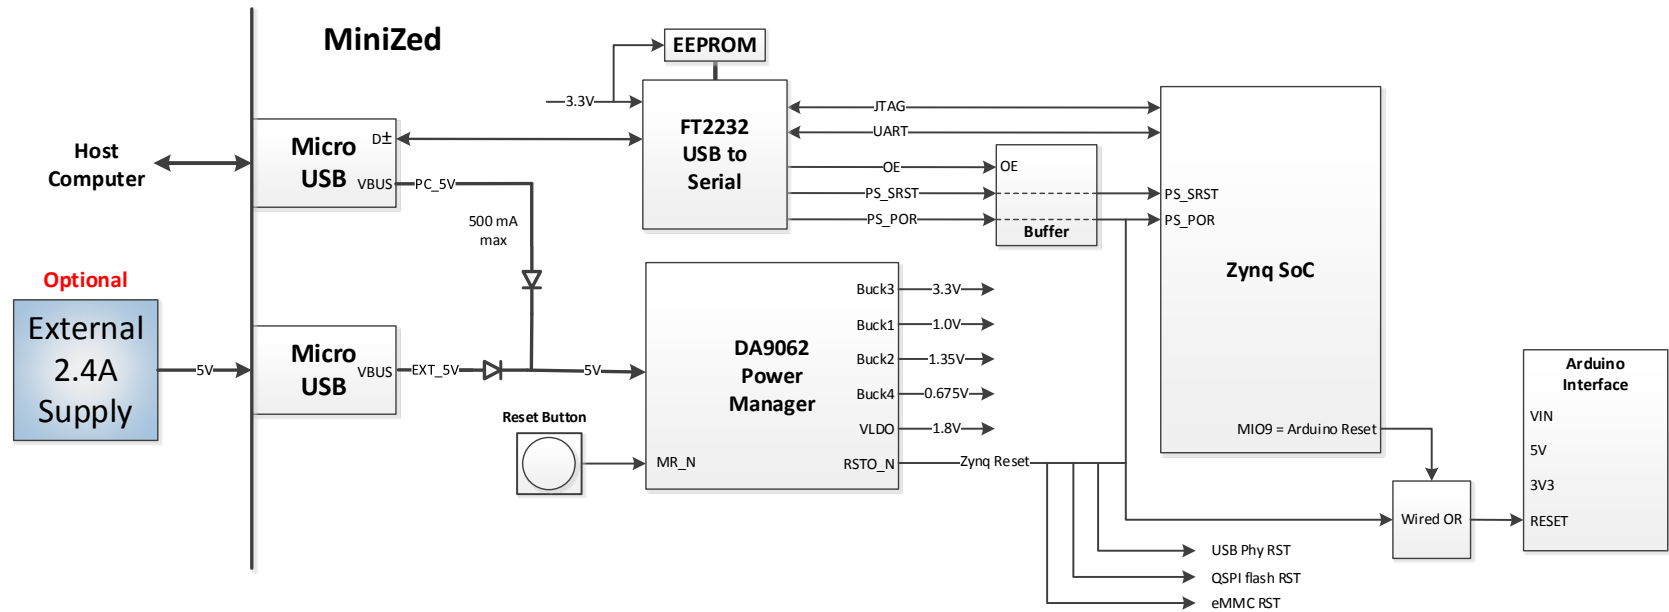 MiniZed
EEPROM
3.3V
FT2232
USB to
Serial
JTAG
UART
OE
PS_SRST
PS_POR
OE
Buffer
PS_SRST
PS_POR
Zynq SoC
MIO9 = Arduino Reset
Host
Computer
Micro
USB
D±
VBUS
PC_5V
500 mA
max
Optional
External
2.4A
Supply
5V
Micro
USB
VBUS
EXT_5V
5V
Reset Button
DA9062
Power
Manager
MR_N
Buck3
3.3V
Buck1
1.0V
Buck2
1.35V
Buck4
0.675V
VLDO
1.8V
RSTO_N
Zynq Reset
Wired OR
Arduino
Interface
VIN
5V
3V3
RESET
USB Phy RST
QSPI flash RST
eMMC RST